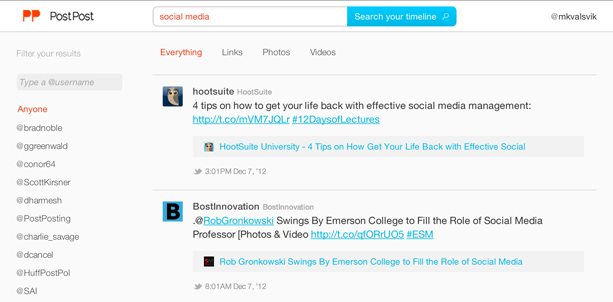 PostPost
social media
Search your timeline
@mkvalsvik
Filter your results
Everything Links Photos Videos
Type a @username
Anyone
@bradnoble
@ggreenwald
@conor64
@ScottKirsner
@dharmesh
@PostPosting
@charlie_savage
@dcancel
@HuffPostPol
@SAI
hootsuite HootSuite
4 tips on how to get your life back with effective social media management:
http://t.co/mVM7JQLr #12DaysofLectures
HootSuite University - 4 Tips on How Get Your Life Back with Effective Social
3:01PM Dec 7, '12
B
BostInnovation BostInnovation
.@RobGronkowski Swings By Emerson College to Fill the Role of Social Media
Professor [Photos & Video http://t.co/qfORrUO5 #ESM
Rob Gronkowski Swings By Emerson College to Fill the Role of Social Media
8:01AM Dec 7, '12